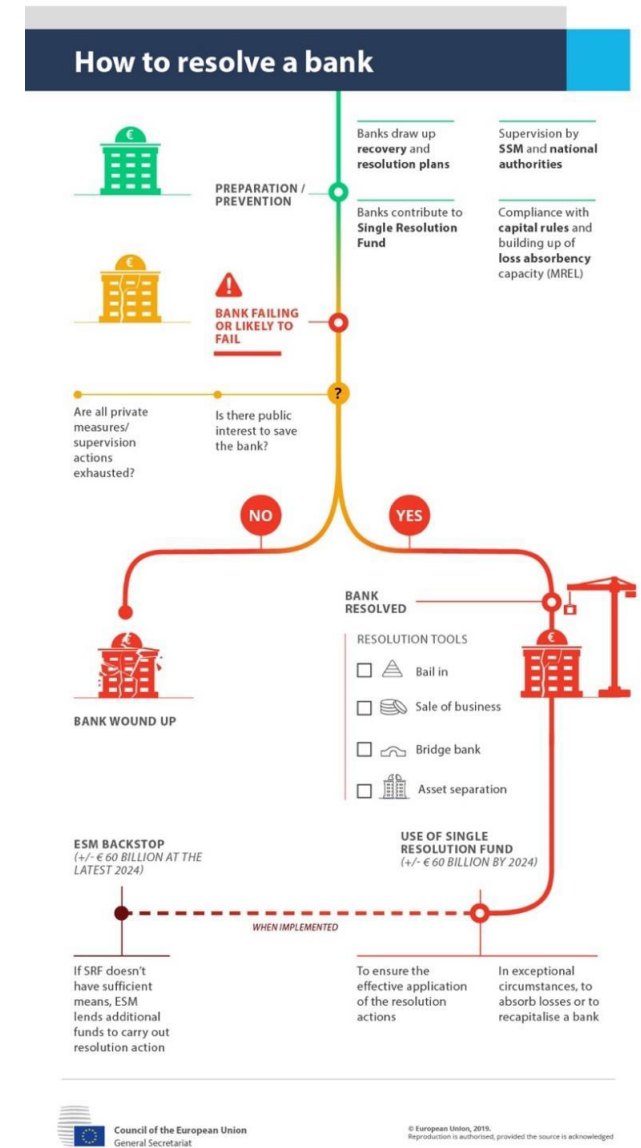 How to resolve a bank
€
PREPARATION /
PREVENTION
Banks draw up
recovery and
resolution plans
Supervision by
SSM and national
authorities
Banks contribute to
Single Resolution
Fund
Compliance with
capital rules and
building up of
loss absorbency
capacity (MREL)
€
!
BANK FAILING
OR LIKELY TO
FAIL
?
Are all private
measures/
supervision
actions
exhausted?
Is there public
interest to save
the bank?
NO
YES
BANK
RESOLVED
€
RESOLUTION TOOLS
Bail in
Sale of business
Bridge bank
Asset separation
€
BANK WOUND UP
ESM BACKSTOP
(+/- € 60 BILLION AT THE
LATEST 2024)
USE OF SINGLE
RESOLUTION FUND
(+/- € 60 BILLION BY 2024)
WHEN IMPLEMENTED
If SRF doesn't
have sufficient
means, ESM
lends additional
funds to carry out
resolution action
To ensure the
effective application
of the resolution
actions
In exceptional
circumstances, to
absorb losses or to
recapitalise a bank
Council of the European Union
General Secretariat
© European Union, 2019.
Reproduction is authorised, provided the source is acknowledged